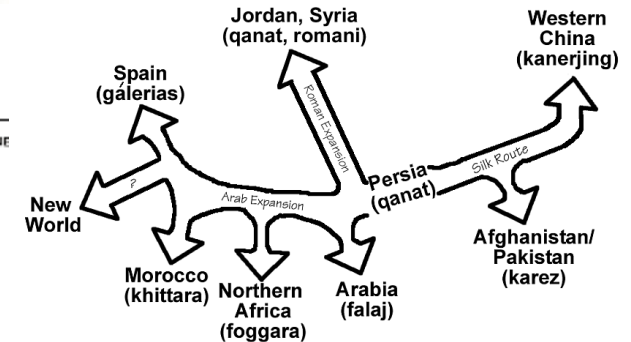 Jordan, Syria
(qanat, romani)
Western
China
(kanerjing)
Spain
(gálerias)
Roman Expansion
Silk Route
Persia
(qanat)
?
Arab Expansion
New
World
Afghanistan/
Pakistan
(karez)
Morocco
(khittara)
Northern
Africa
(foggara)
Arabia
(falaj)